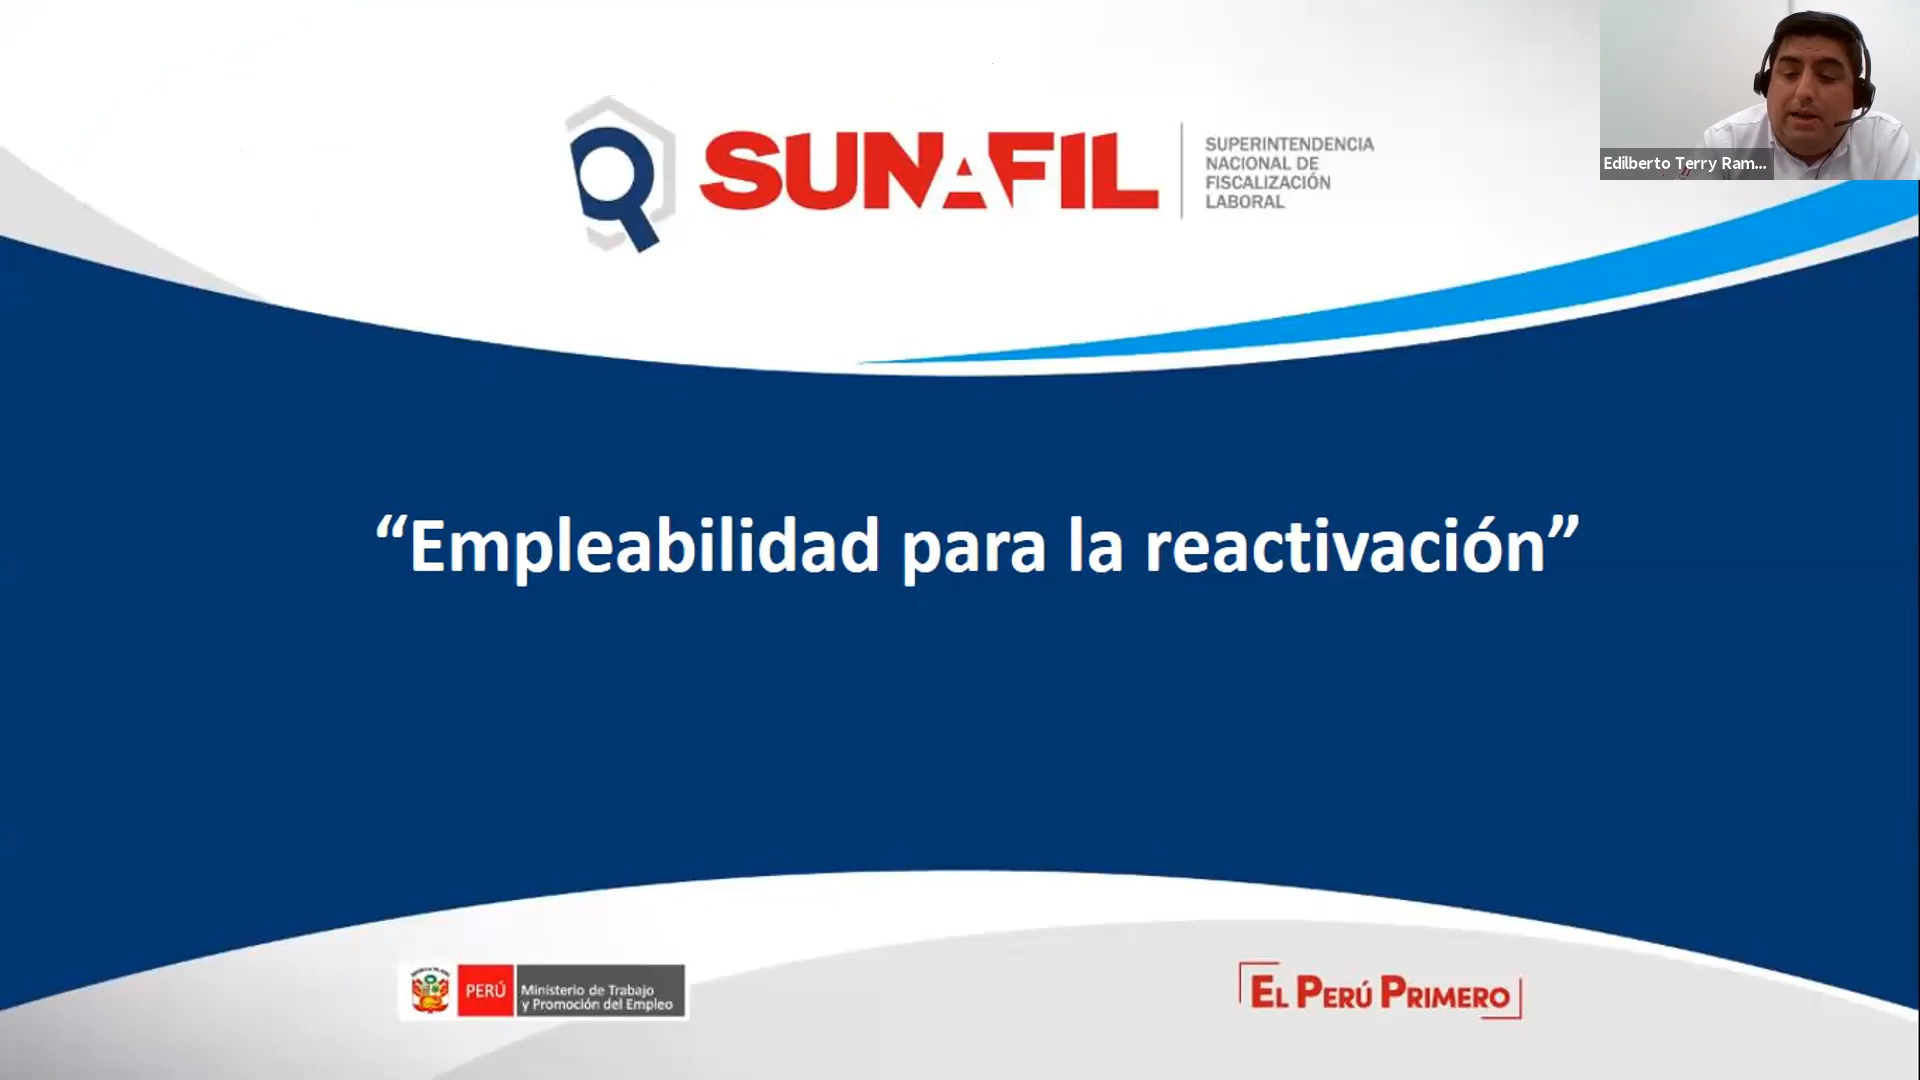 SUNAFIL
SUPERINTENDENCIA
NACIONAL DE
FISCALIZACIÓN
LABORAL
Edilberto Terry Ram...
“Empleabilidad para la reactivación”
PERÚ
Ministerio de Trabajo
y Promoción del Empleo
EL PERÚ PRIMERO